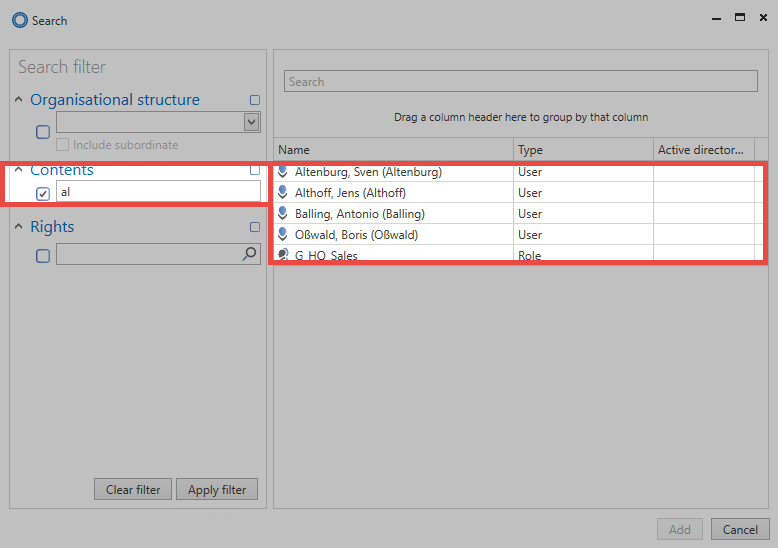 Search
Search filter
Organisational structure
Include subordinate
Contents
al
Rights
Clear filter
Apply filter
Search
Drag a column header here to group by that column
Name Type Active director...
Altenburg, Sven (Altenburg) User
Althoff, Jens (Althoff) User
Balling, Antonio (Balling) User
Oßwald, Boris (Oßwald) User
G_HQ_Sales Role
Add
Cancel